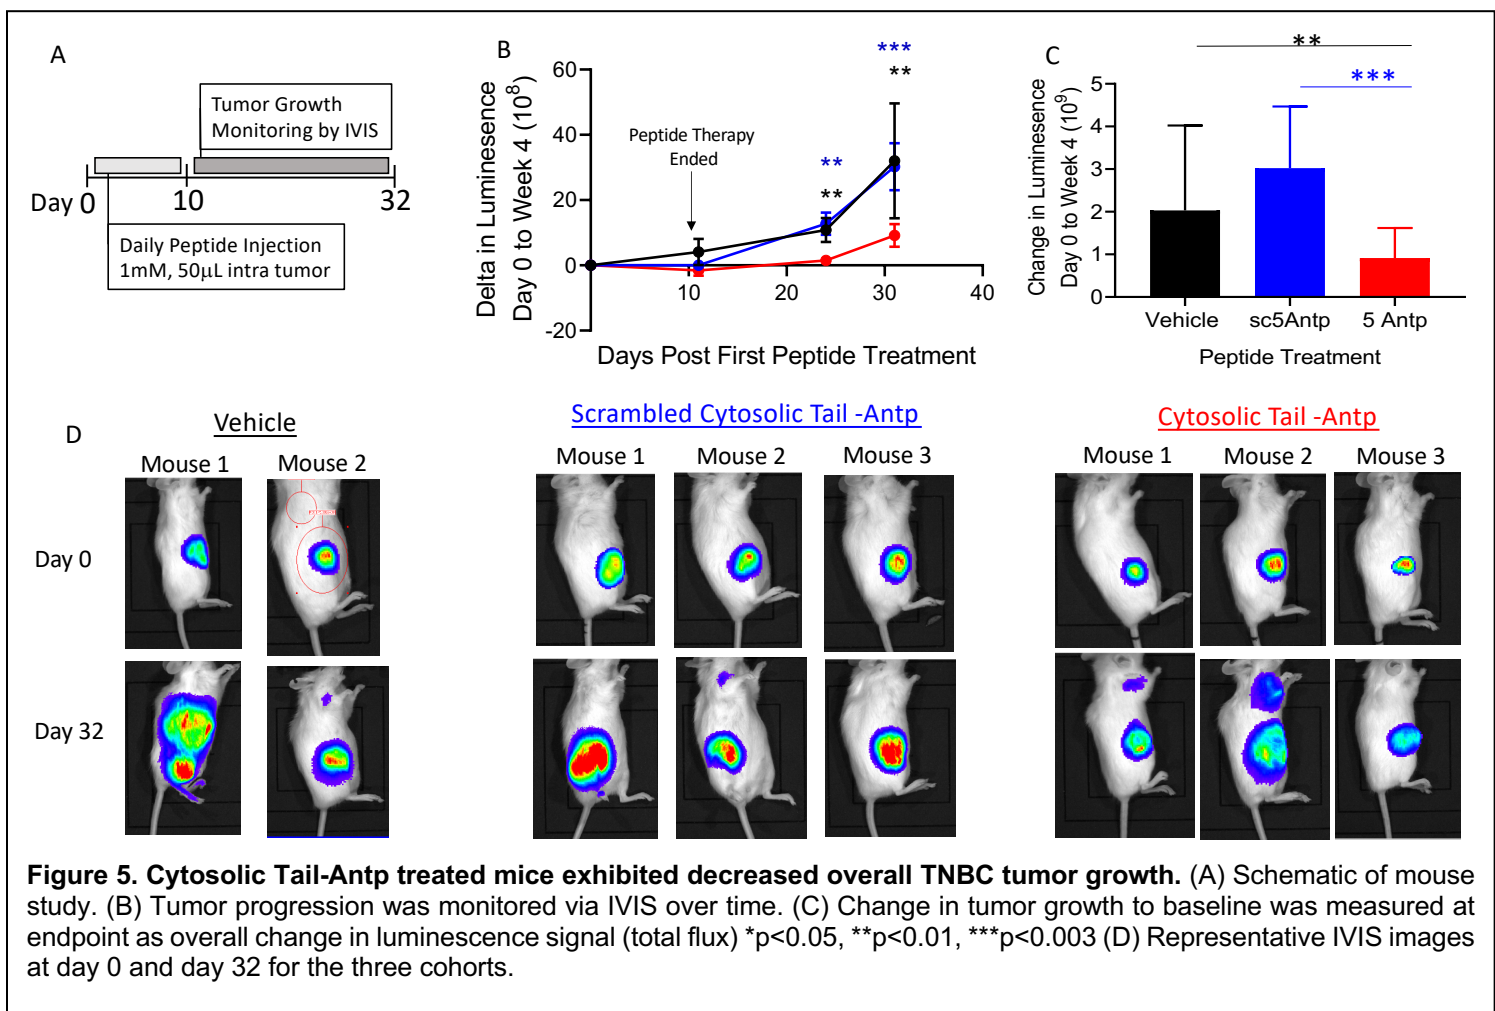 A
Tumor Growth
Monitoring by IVIS
Day 0
10
32
Daily Peptide Injection
1mM, 50μL intra tumor
B
Delta in Luminesence
Day 0 to Week 4 (10⁸)
60
40
20
0
-20
10
20
30
40
Peptide Therapy
Ended
**
**
***
**
Days Post First Peptide Treatment
C
Change in Luminesence
Day 0 to Week 4 (10⁹)
5
4
3
2
1
0
**
***
Vehicle
sc5Antp
5 Antp
Peptide Treatment
D
Vehicle
Scrambled Cytosolic Tail -Antp
Cytosolic Tail -Antp
Mouse 1
Mouse 2
Mouse 1
Mouse 2
Mouse 3
Mouse 1
Mouse 2
Mouse 3
Day 0
Day 32
Figure 5. Cytosolic Tail-Antp treated mice exhibited decreased overall TNBC tumor growth. (A) Schematic of mouse
study. (B) Tumor progression was monitored via IVIS over time. (C) Change in tumor growth to baseline was measured at
endpoint as overall change in luminescence signal (total flux) *p<0.05, **p<0.01, ***p<0.003 (D) Representative IVIS images
at day 0 and day 32 for the three cohorts.